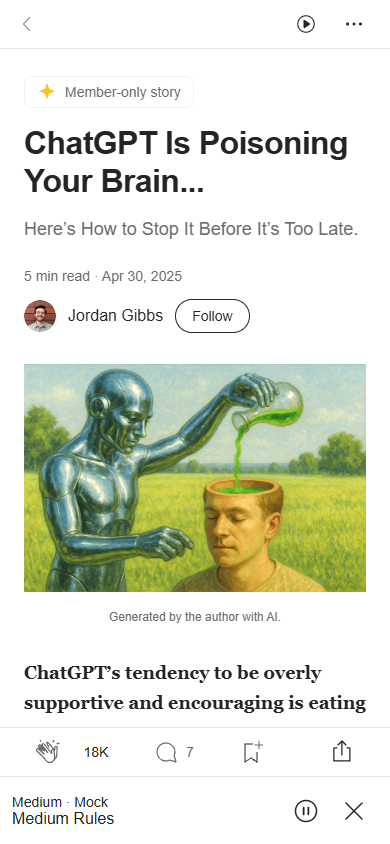 Member-only story
ChatGPT Is Poisoning
Your Brain...
Here's How to Stop It Before It's Too Late.
5 min read · Apr 30, 2025
Jordan Gibbs
Follow
Generated by the author with AI.
ChatGPT's tendency to be overly
supportive and encouraging is eating
18K
7
Medium · Mock
Medium Rules